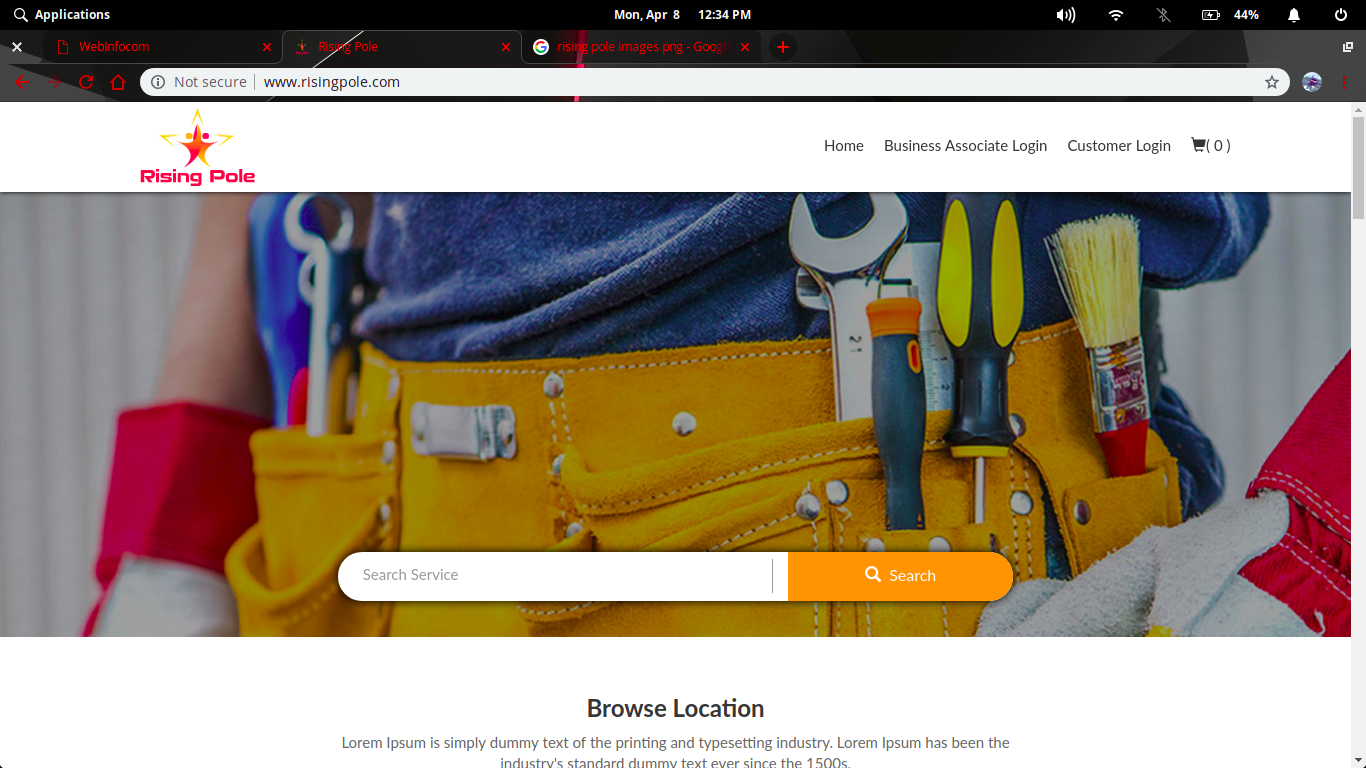 Applications
Mon, Apr 8 12:34 PM
44%
WebInfocom
Rising Pole
rising pole images png - Google
Not secure
www.risingpole.com
Rising Pole
Home
Business Associate Login
Customer Login
( 0 )
Search Service
Search
Browse Location
Lorem Ipsum is simply dummy text of the printing and typesetting industry. Lorem Ipsum has been the
industry's standard dummy text ever since the 1500s.